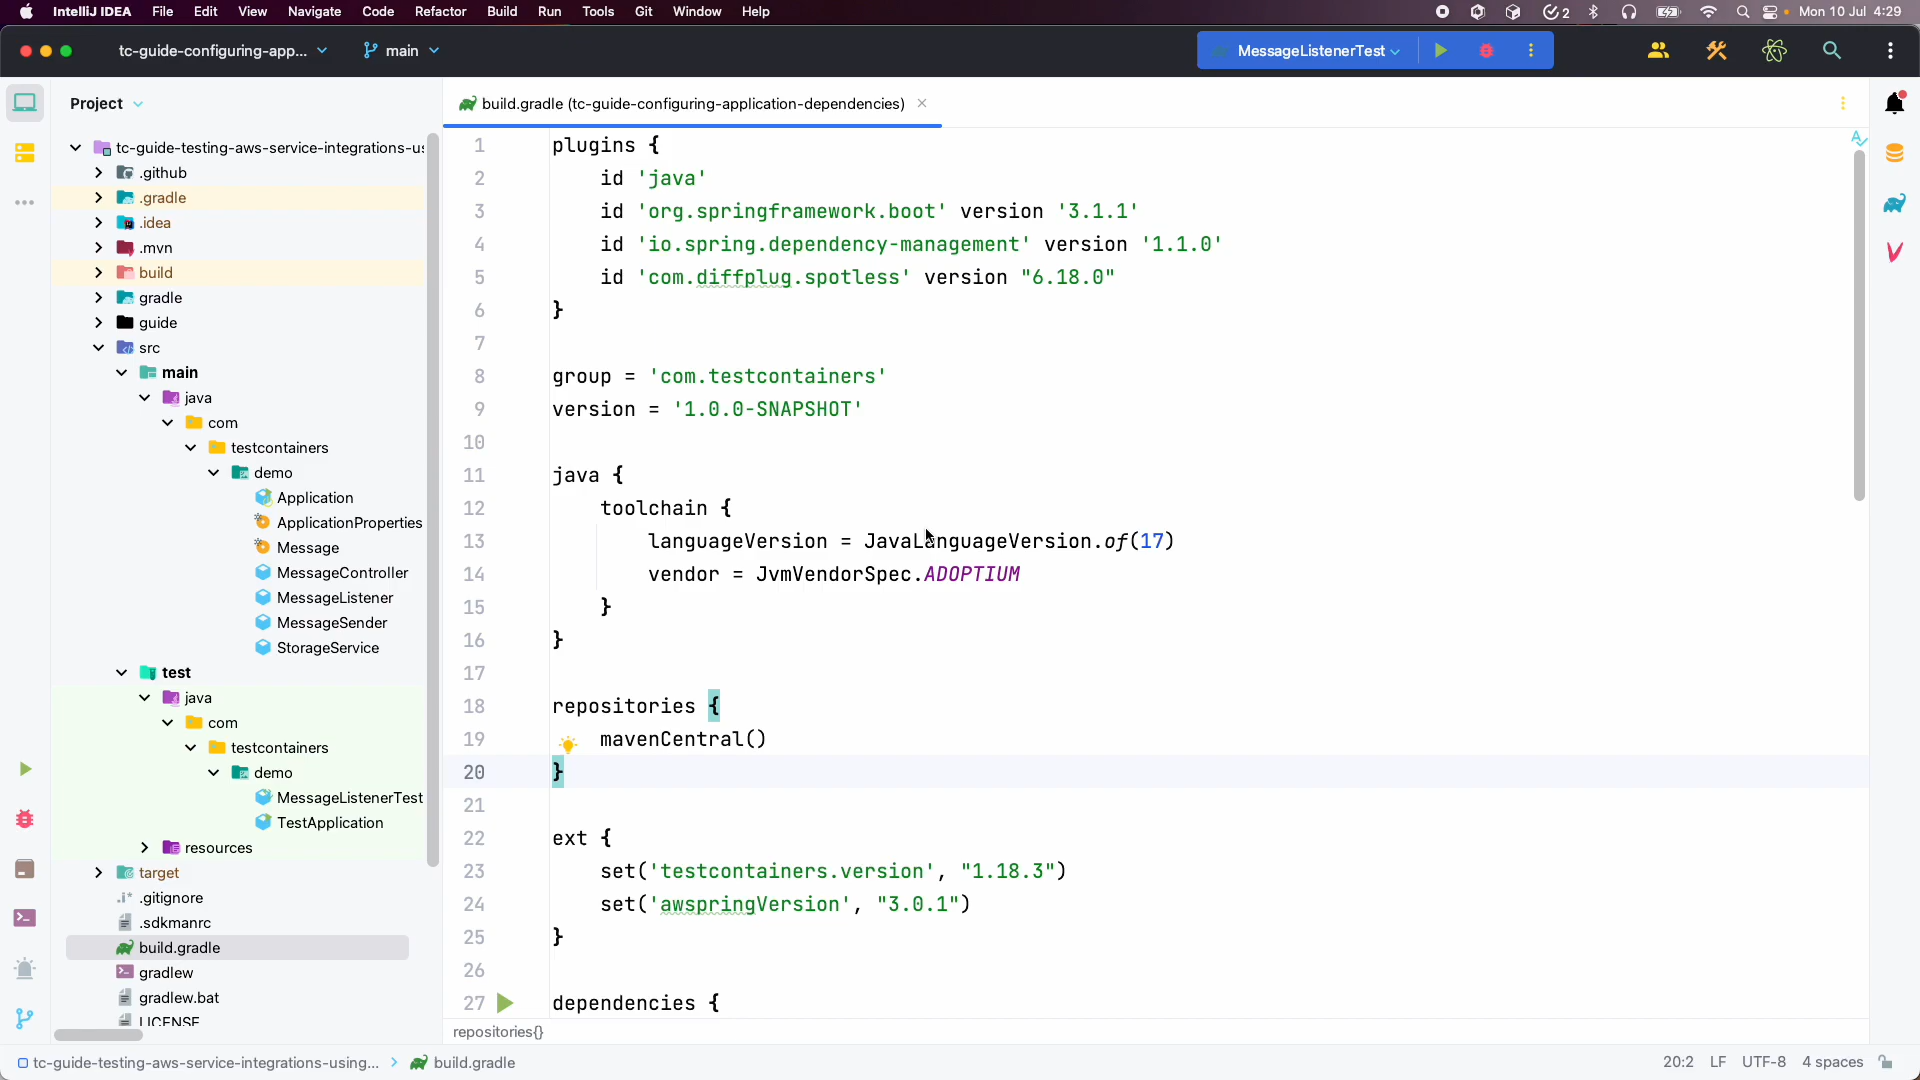 IntelliJ IDEA File Edit View Navigate Code Refactor Build Run Tools Git Window Help 2 Mon 10 Jul 4:29
tc-guide-configuring-app... main MessageListenerTest
Project
tc-guide-testing-aws-service-integrations-us
.github
.gradle
.idea
.mvn
build
gradle
guide
src
main
java
com
testcontainers
demo
Application
ApplicationProperties
Message
MessageController
MessageListener
MessageSender
StorageService
test
java
com
testcontainers
demo
MessageListenerTest
TestApplication
resources
target
.gitignore
.sdkmanrc
build.gradle
gradlew
gradlew.bat
LICENSE
build.gradle (tc-guide-configuring-application-dependencies)
1 plugins {
2 id 'java'
3 id 'org.springframework.boot' version '3.1.1'
4 id 'io.spring.dependency-management' version '1.1.0'
5 id 'com.diffplug.spotless' version "6.18.0"
6 }
7
8 group = 'com.testcontainers'
9 version = '1.0.0-SNAPSHOT'
10
11 java {
12 toolchain {
13 languageVersion = JavaLanguageVersion.of(17)
14 vendor = JvmVendorSpec.ADOPTIUM
15 }
16 }
17
18 repositories {
19 mavenCentral()
20 }
21
22 ext {
23 set('testcontainers.version', "1.18.3")
24 set('awspringVersion', "3.0.1")
25 }
26
27 dependencies {
repositories{}
tc-guide-testing-aws-service-integrations-using... build.gradle 20:2 LF UTF-8 4 spaces